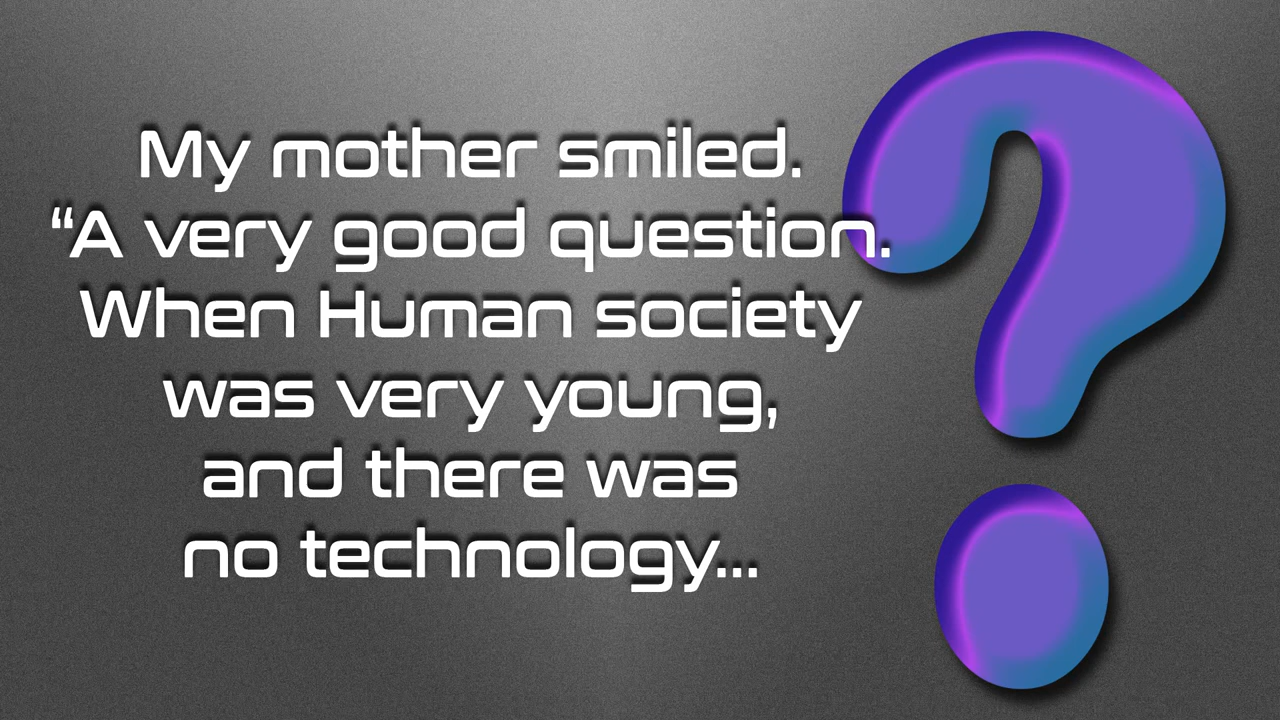 My mother smiled.
“A very good question.
When Human society
was very young,
and there was
no technology...
?